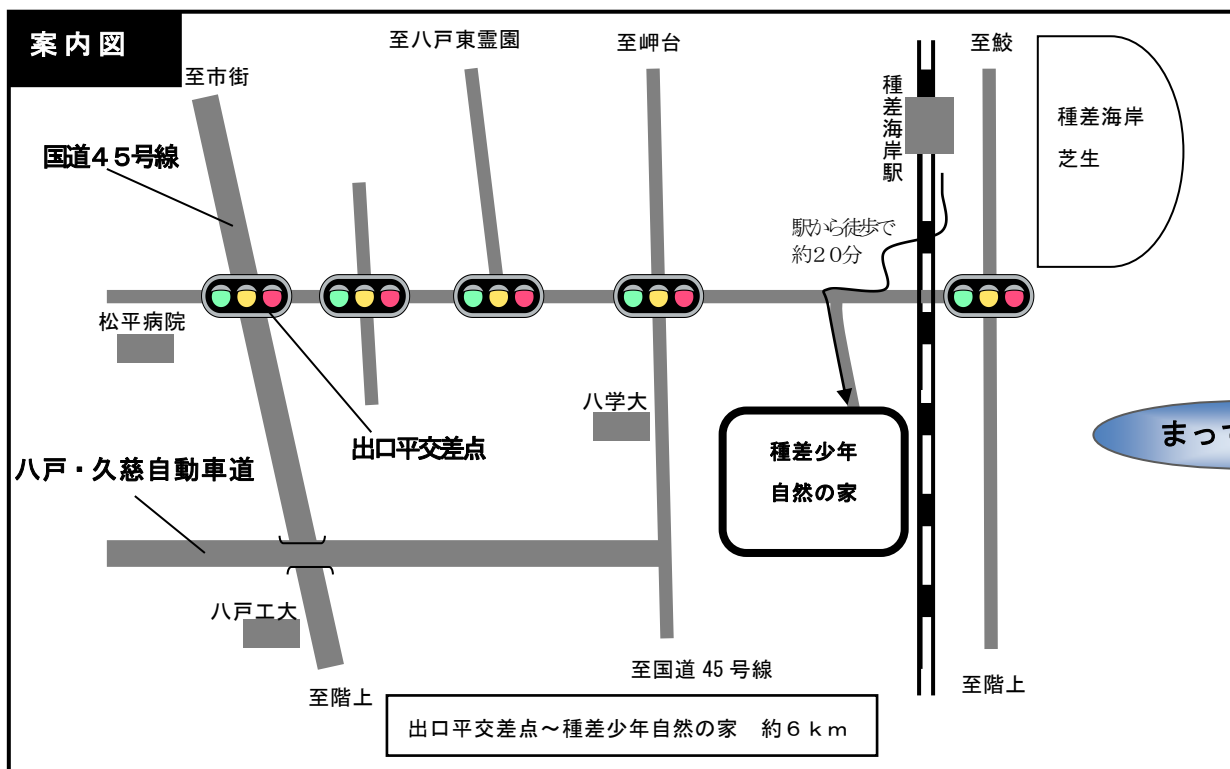 案内図
至市街
至八戸東霊園
至岬台
至鮫
種差海岸駅
種差海岸
芝生
国道４５号線
駅から徒歩で
約２０分
松平病院
出口平交差点
八学大
種差少年
自然の家
まって
八戸・久慈自動車道
八戸工大
至階上
至国道 45 号線
至階上
出口平交差点～種差少年自然の家　約６ｋｍ